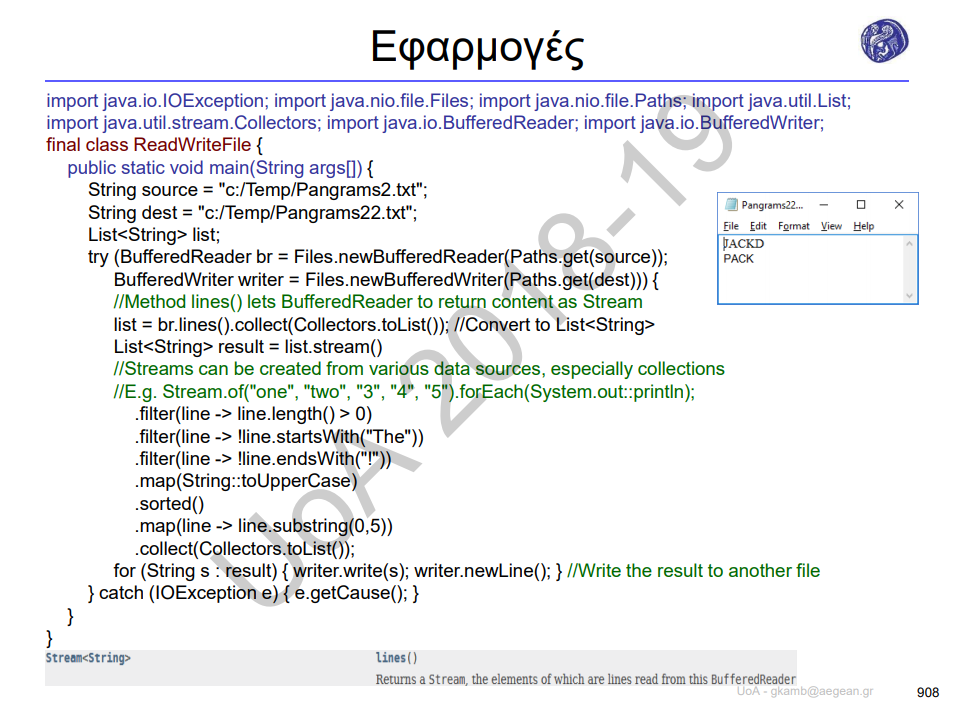 Εφαρμογές
import java.io.IOException; import java.nio.file.Files; import java.nio.file.Paths; import java.util.List;
import java.util.stream.Collectors; import java.io.BufferedReader; import java.io.BufferedWriter;
final class ReadWriteFile {
public static void main(String args[]) {
String source = "c:/Temp/Pangrams2.txt";
String dest = "c:/Temp/Pangrams22.txt";
List<String> list;
try (BufferedReader br = Files.newBufferedReader(Paths.get(source));
BufferedWriter writer = Files.newBufferedWriter(Paths.get(dest))) {
//Method lines() lets BufferedReader to return content as Stream
list = br.lines().collect(Collectors.toList()); //Convert to List<String>
List<String> result = list.stream()
//Streams can be created from various data sources, especially collections
//E.g. Stream.of("one", "two", "3", "4", "5").forEach(System.out::println);
.filter(line -> line.length() > 0)
.filter(line -> !line.startsWith("The"))
.filter(line -> !line.endsWith("!"))
.map(String::toUpperCase)
.sorted()
.map(line -> line.substring(0,5))
.collect(Collectors.toList());
for (String s : result) { writer.write(s); writer.newLine(); } //Write the result to another file
} catch (IOException e) { e.getCause(); }
}
}
Pangrams22...
File Edit Format View Help
JACKD
PACK
Stream<String> lines()
Returns a Stream, the elements of which are lines read from this BufferedReader
UoA - gkamb@aegean.gr
908
UoA 2018-19